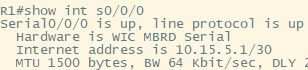 R1#show int s0/0/0
Serial0/0/0 is up, line protocol is up
Hardware is WIC MBRD Serial
Internet address is 10.15.5.1/30
MTU 1500 bytes, BW 64 Kbit/sec, DLY